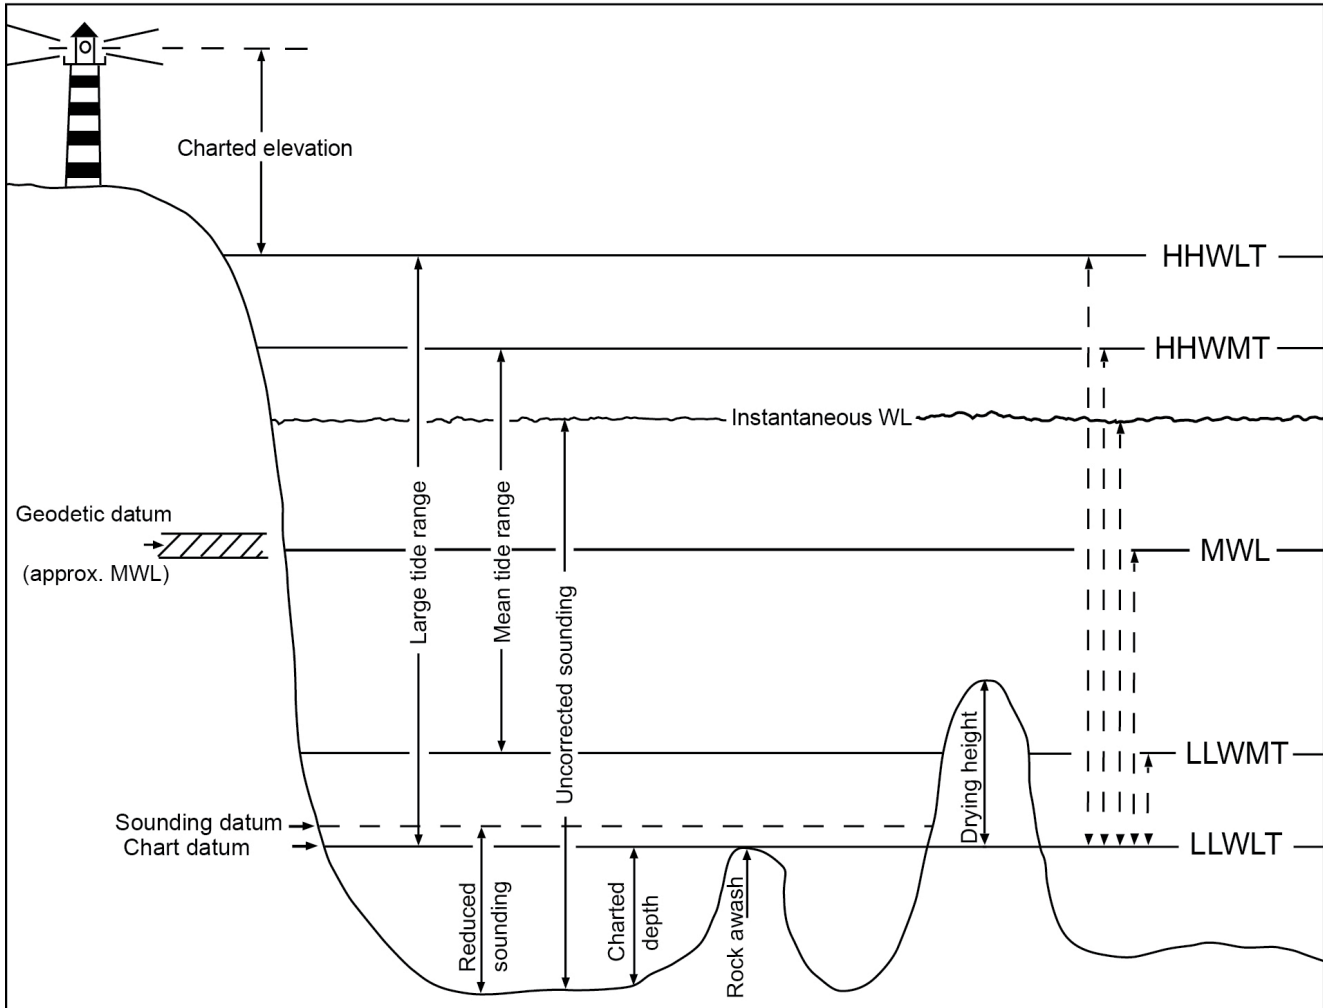 Charted elevation
HHWLT
HHWMT
Instantaneous WL
Geodetic datum
(approx. MWL)
MWL
Large tide range
Mean tide range
Uncorrected sounding
Drying height
LLWMT
Sounding datum
Chart datum
LLWLT
Reduced
sounding
Charted
depth
Rock awash